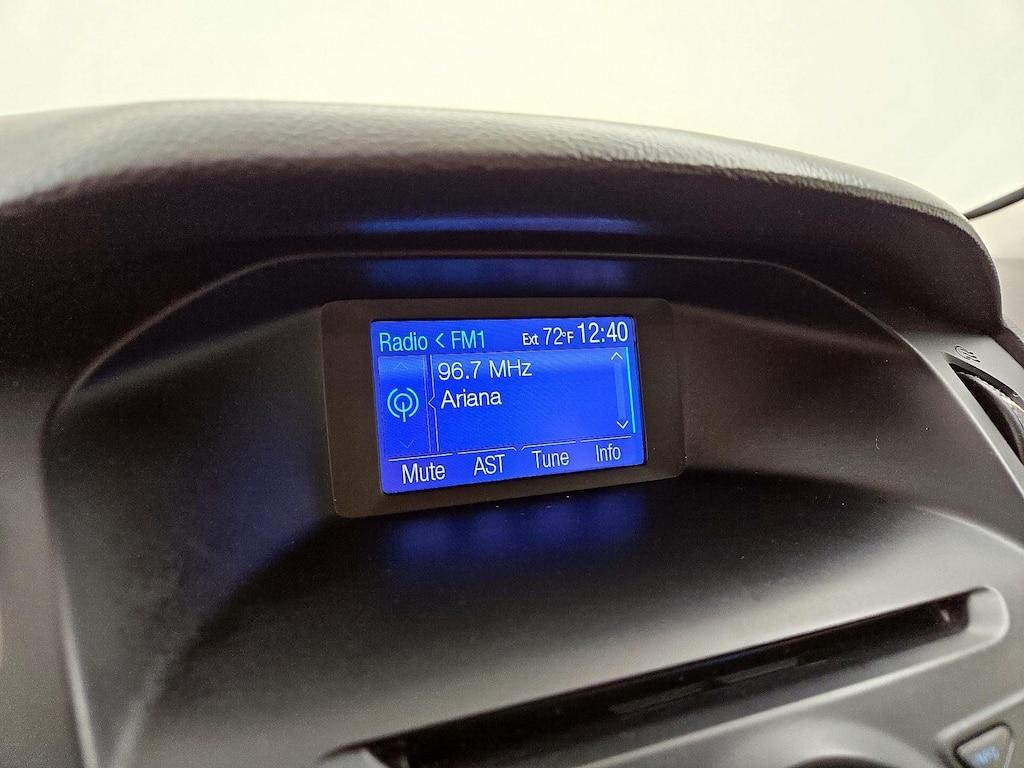 Radio < FM1 Ext 72°F 12:40
96.7 MHz
Ariana
Mute AST Tune Info